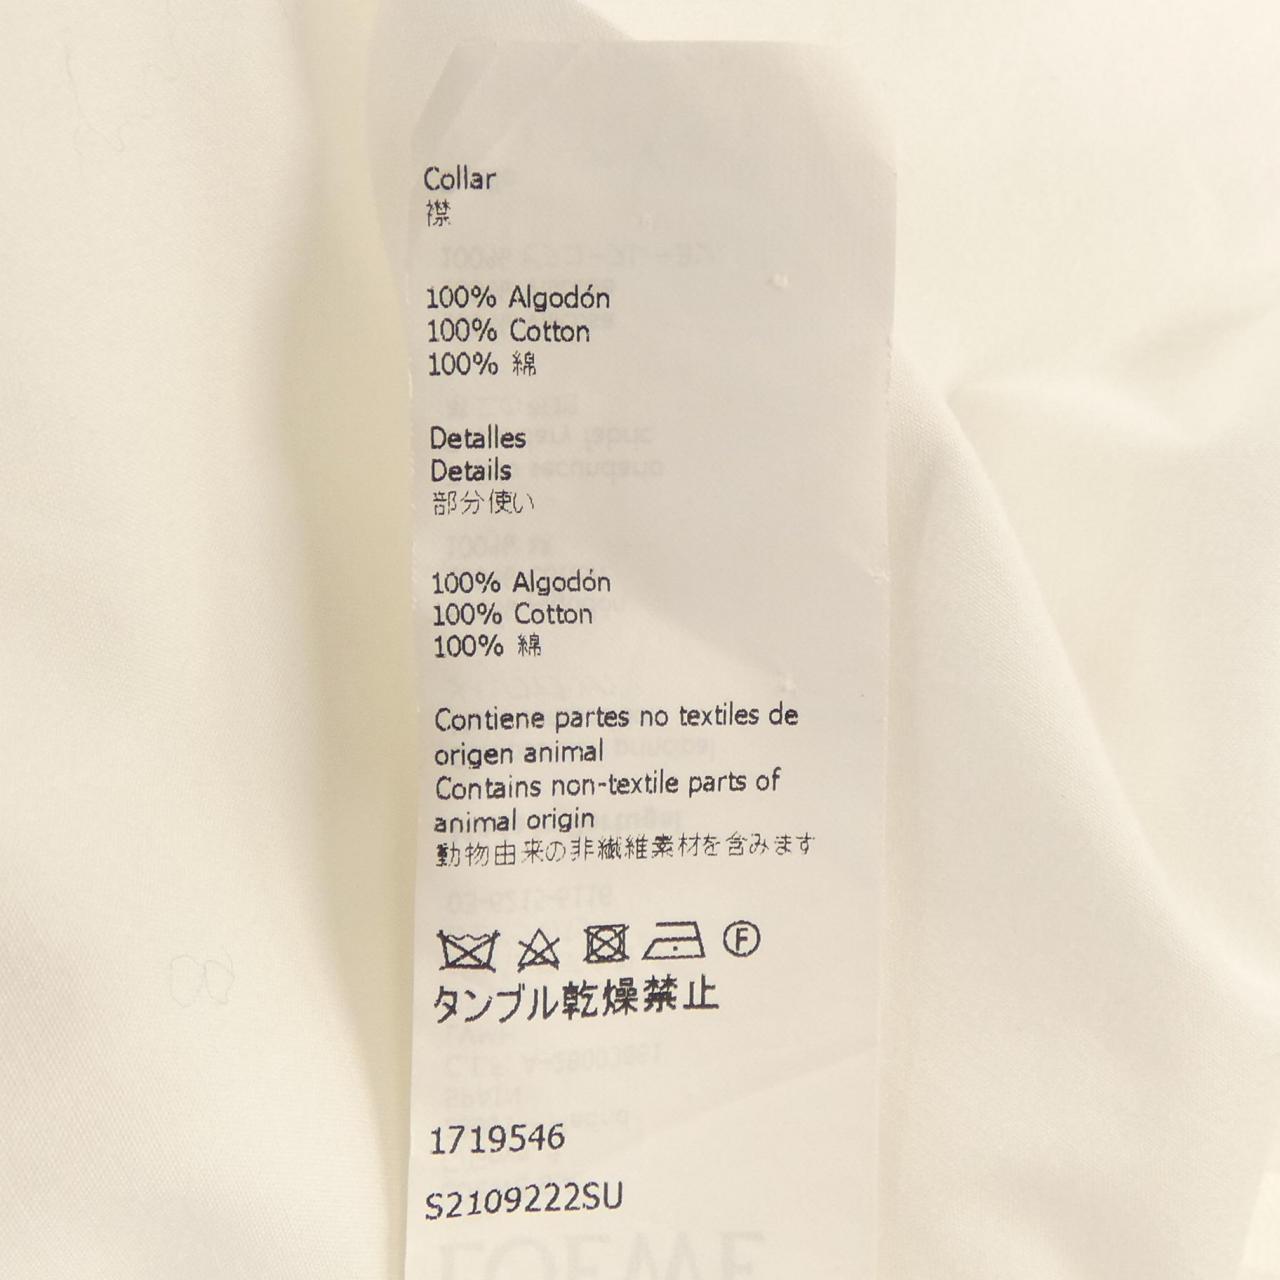 Collar
襟
100% Algodón
100% Cotton
100% 綿
Detalles
Details
部分使い
100% Algodón
100% Cotton
100% 綿
Contiene partes no textiles de
origen animal
Contains non-textile parts of
animal origin
動物由来の非繊維素材を含みます
F
タンブル乾燥禁止
1719546
S2109222SU